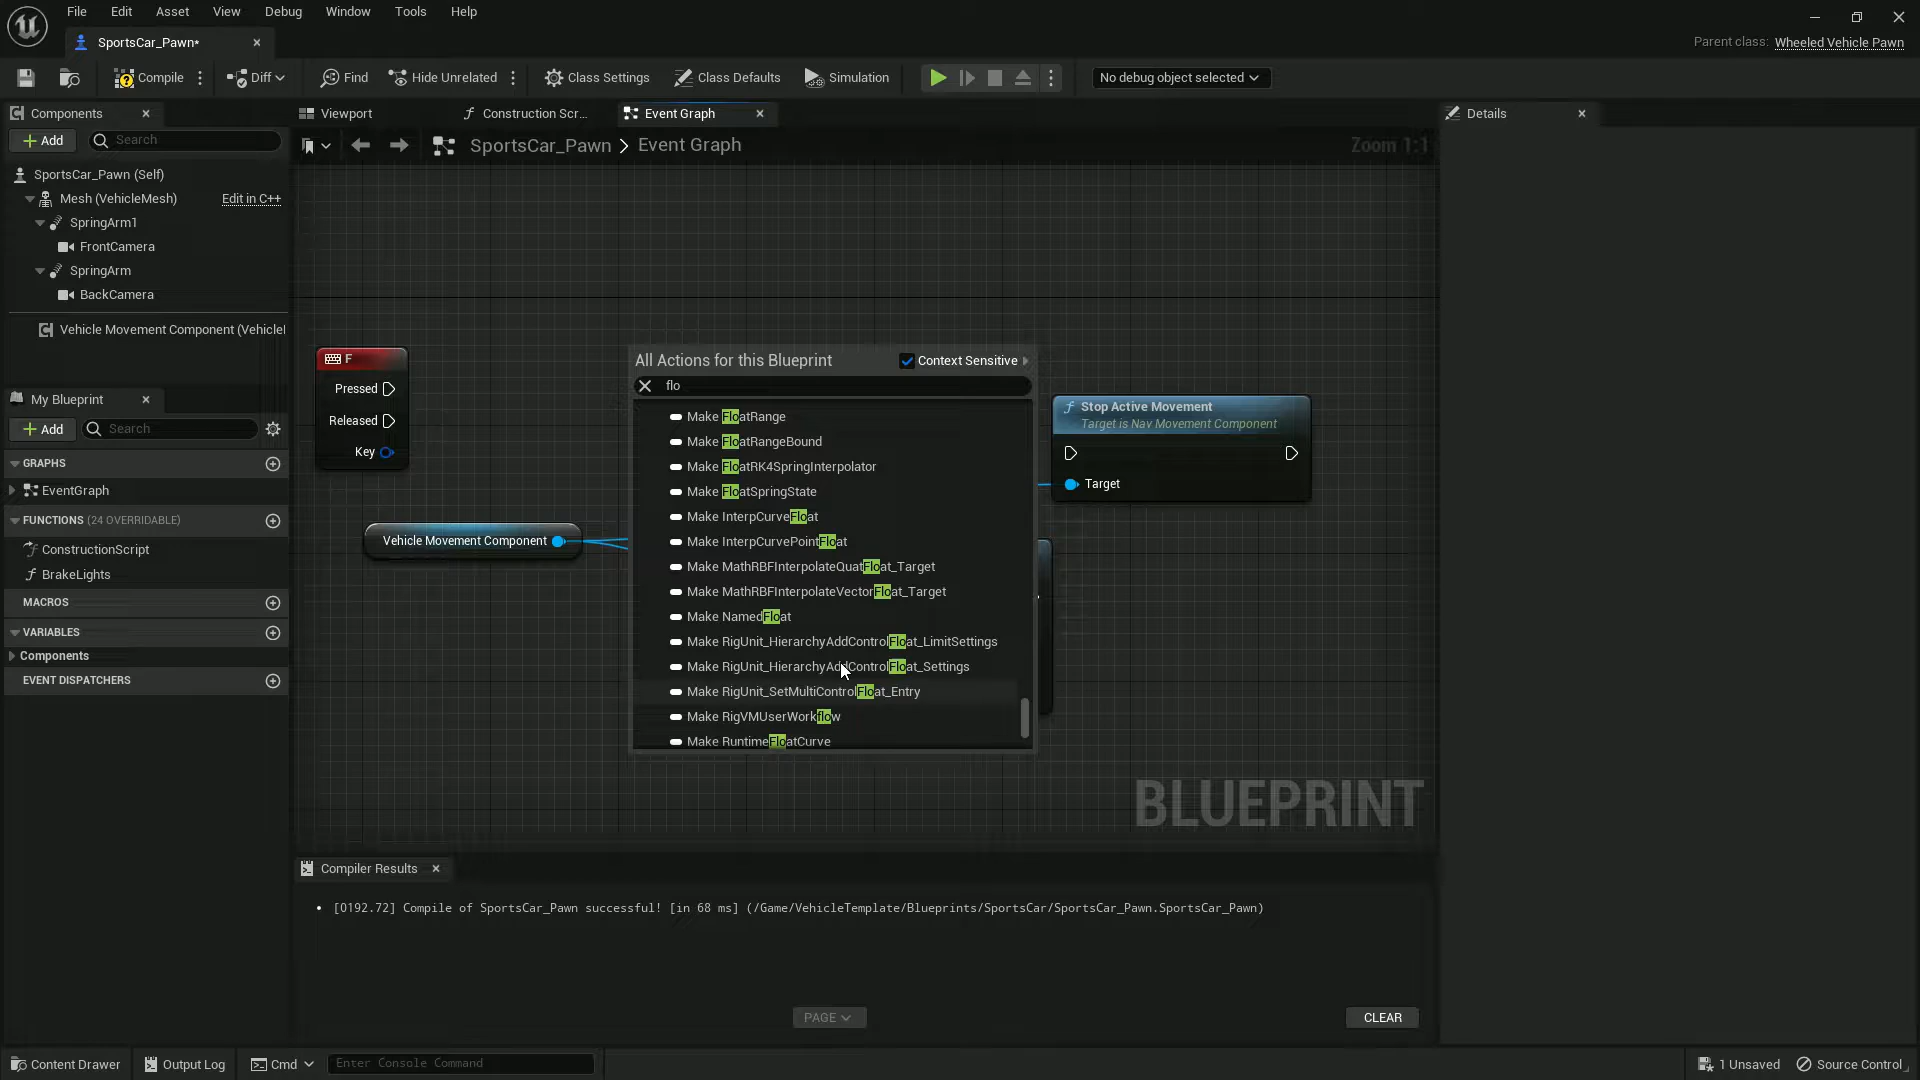 File Edit Asset View Debug Window Tools Help
SportsCar_Pawn*
Parent class: Wheeled Vehicle Pawn
Compile Diff Find Hide Unrelated Class Settings Class Defaults Simulation No debug object selected
Components
Viewport Construction Scr... Event Graph
Details
Add Search
SportsCar_Pawn > Event Graph
Zoom 1:1
SportsCar_Pawn (Self)
Mesh (VehicleMesh) Edit in C++
SpringArm1
FrontCamera
SpringArm
BackCamera
Vehicle Movement Component (Vehicle
F
Pressed
Released
Key
Vehicle Movement Component
All Actions for this Blueprint Context Sensitive
flo
Make FloatRange
Make FloatRangeBound
Make FloatRK4SpringInterpolator
Make FloatSpringState
Make InterpCurveFloat
Make InterpCurvePointFloat
Make MathRBFInterpolateQuatFloat_Target
Make MathRBFInterpolateVectorFloat_Target
Make NamedFloat
Make RigUnit_HierarchyAddControlFloat_LimitSettings
Make RigUnit_HierarchyAddControlFloat_Settings
Make RigUnit_SetMultiControlFloat_Entry
Make RigVMUserWorkflow
Make RuntimeFloatCurve
Stop Active Movement
Target is Nav Movement Component
Target
My Blueprint
Add Search
GRAPHS
EventGraph
FUNCTIONS (24 OVERRIDABLE)
ConstructionScript
BrakeLights
MACROS
VARIABLES
Components
EVENT DISPATCHERS
BLUEPRINT
Compiler Results
[0192.72] Compile of SportsCar_Pawn successful! [in 68 ms] (/Game/VehicleTemplate/Blueprints/SportsCar/SportsCar_Pawn.SportsCar_Pawn)
PAGE
CLEAR
Content Drawer Output Log Cmd Enter Console Command
1 Unsaved Source Control